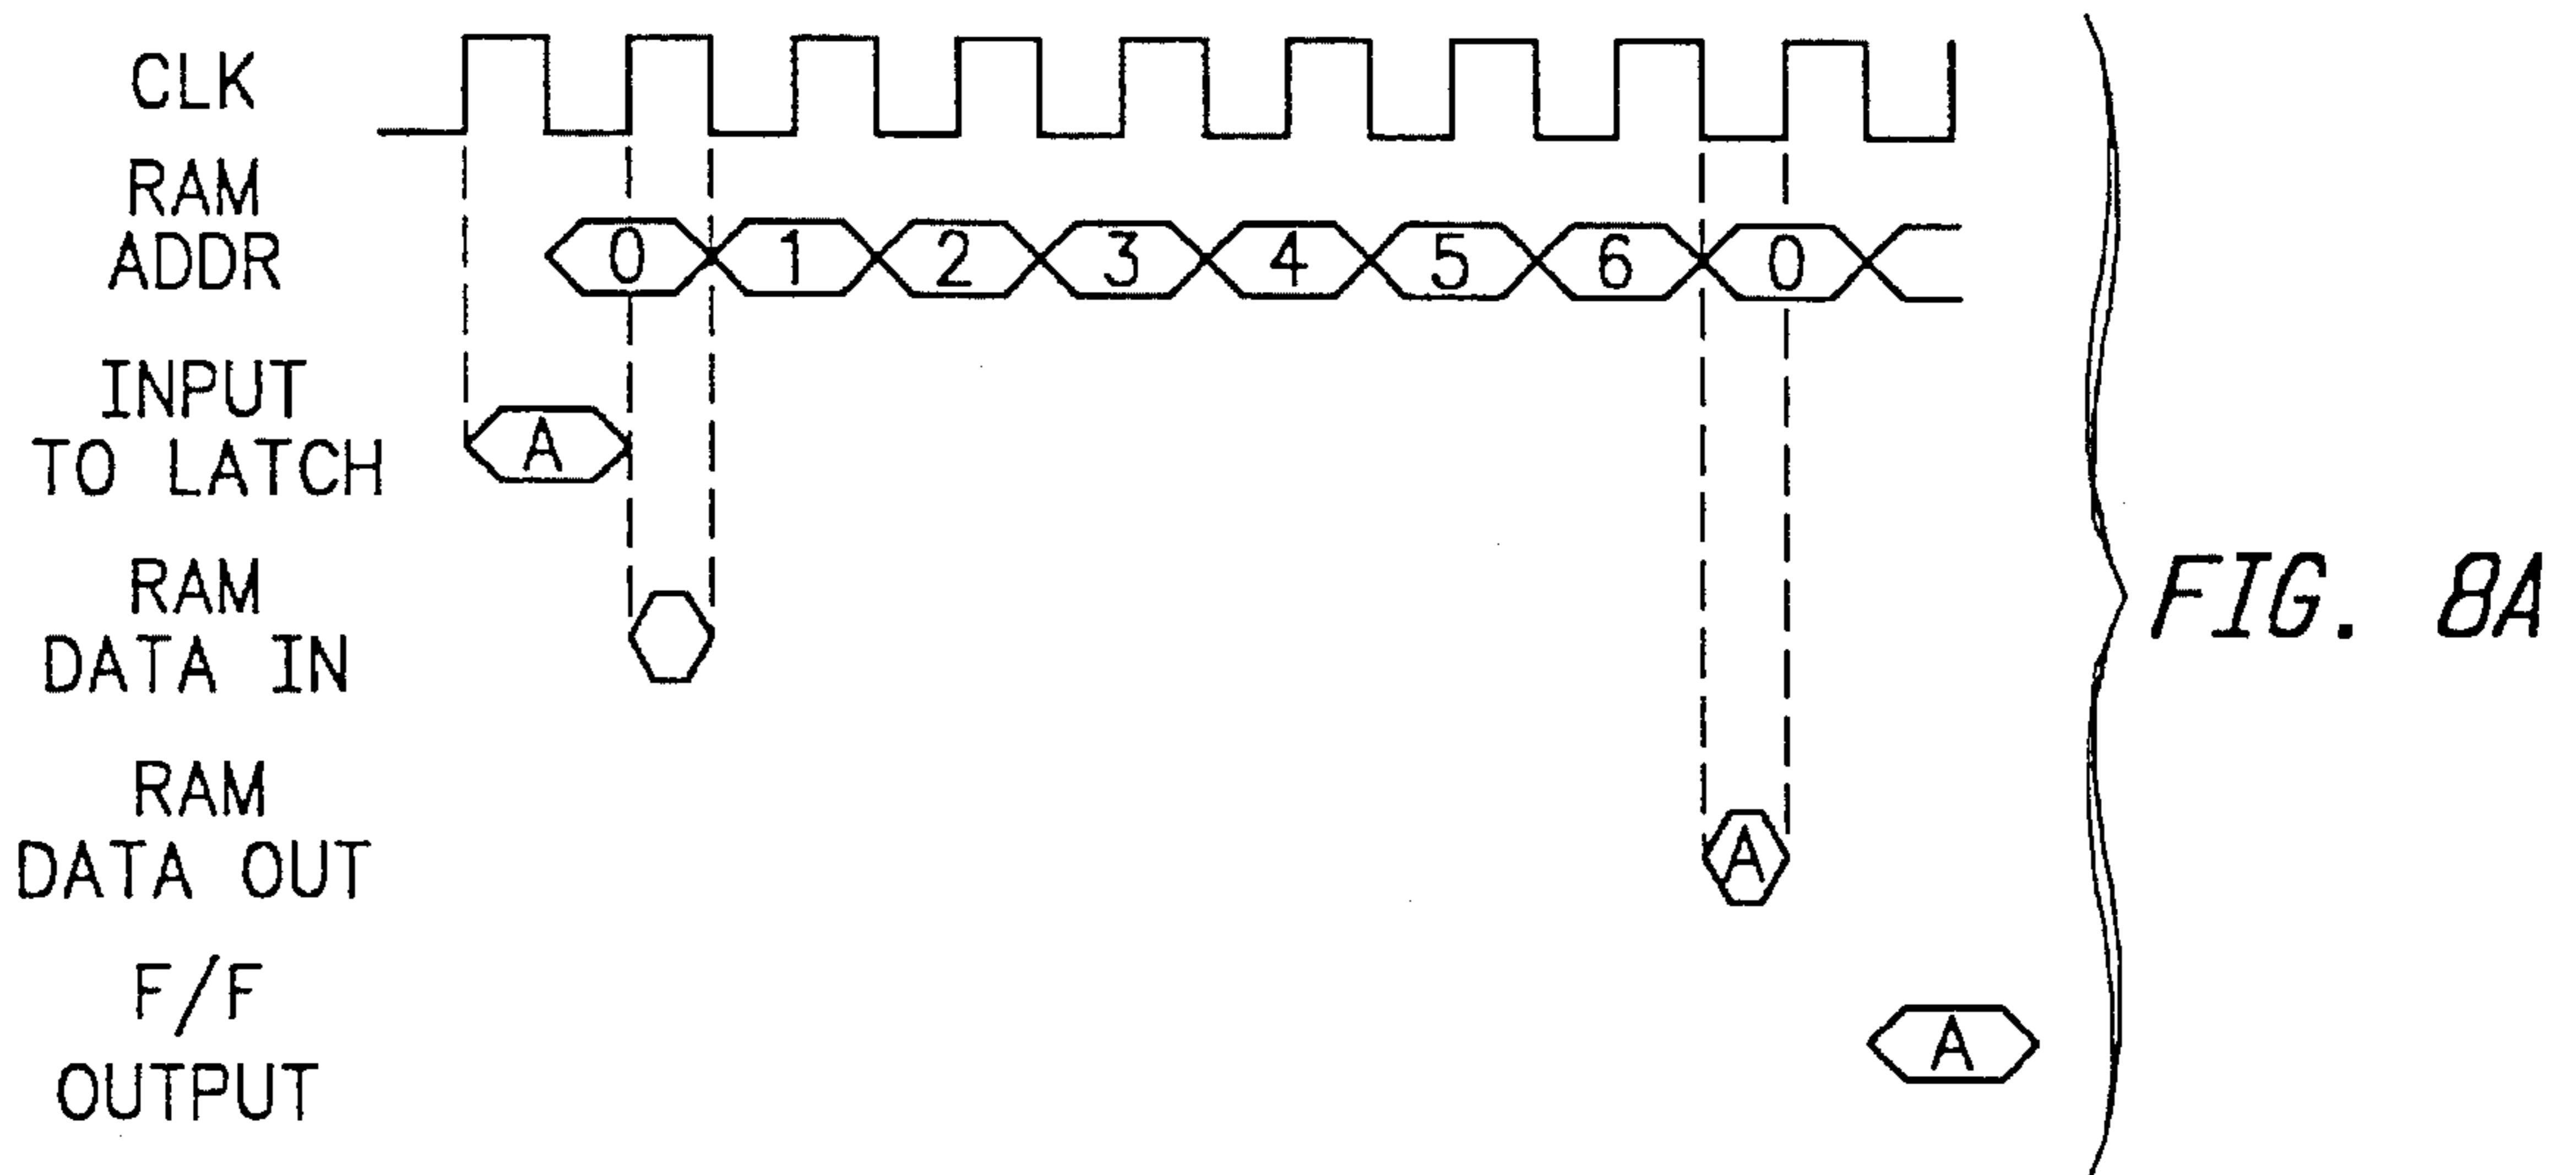 CLK
RAM
ADDR
0 1 2 3 4 5 6 0
INPUT
TO LATCH
A
RAM
DATA IN
RAM
DATA OUT
A
F/F
OUTPUT
A
FIG. 8A